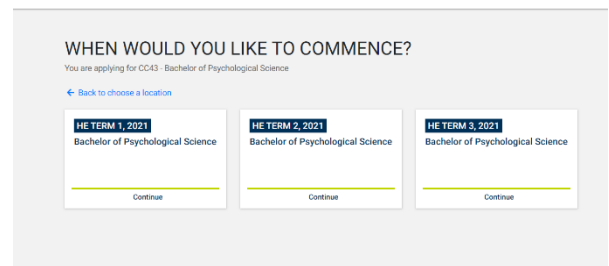 WHEN WOULD YOU LIKE TO COMMENCE?
You are applying for CC43 - Bachelor of Psychological Science
← Back to choose a location
HE TERM 1, 2021
Bachelor of Psychological Science
Continue
HE TERM 2, 2021
Bachelor of Psychological Science
Continue
HE TERM 3, 2021
Bachelor of Psychological Science
Continue